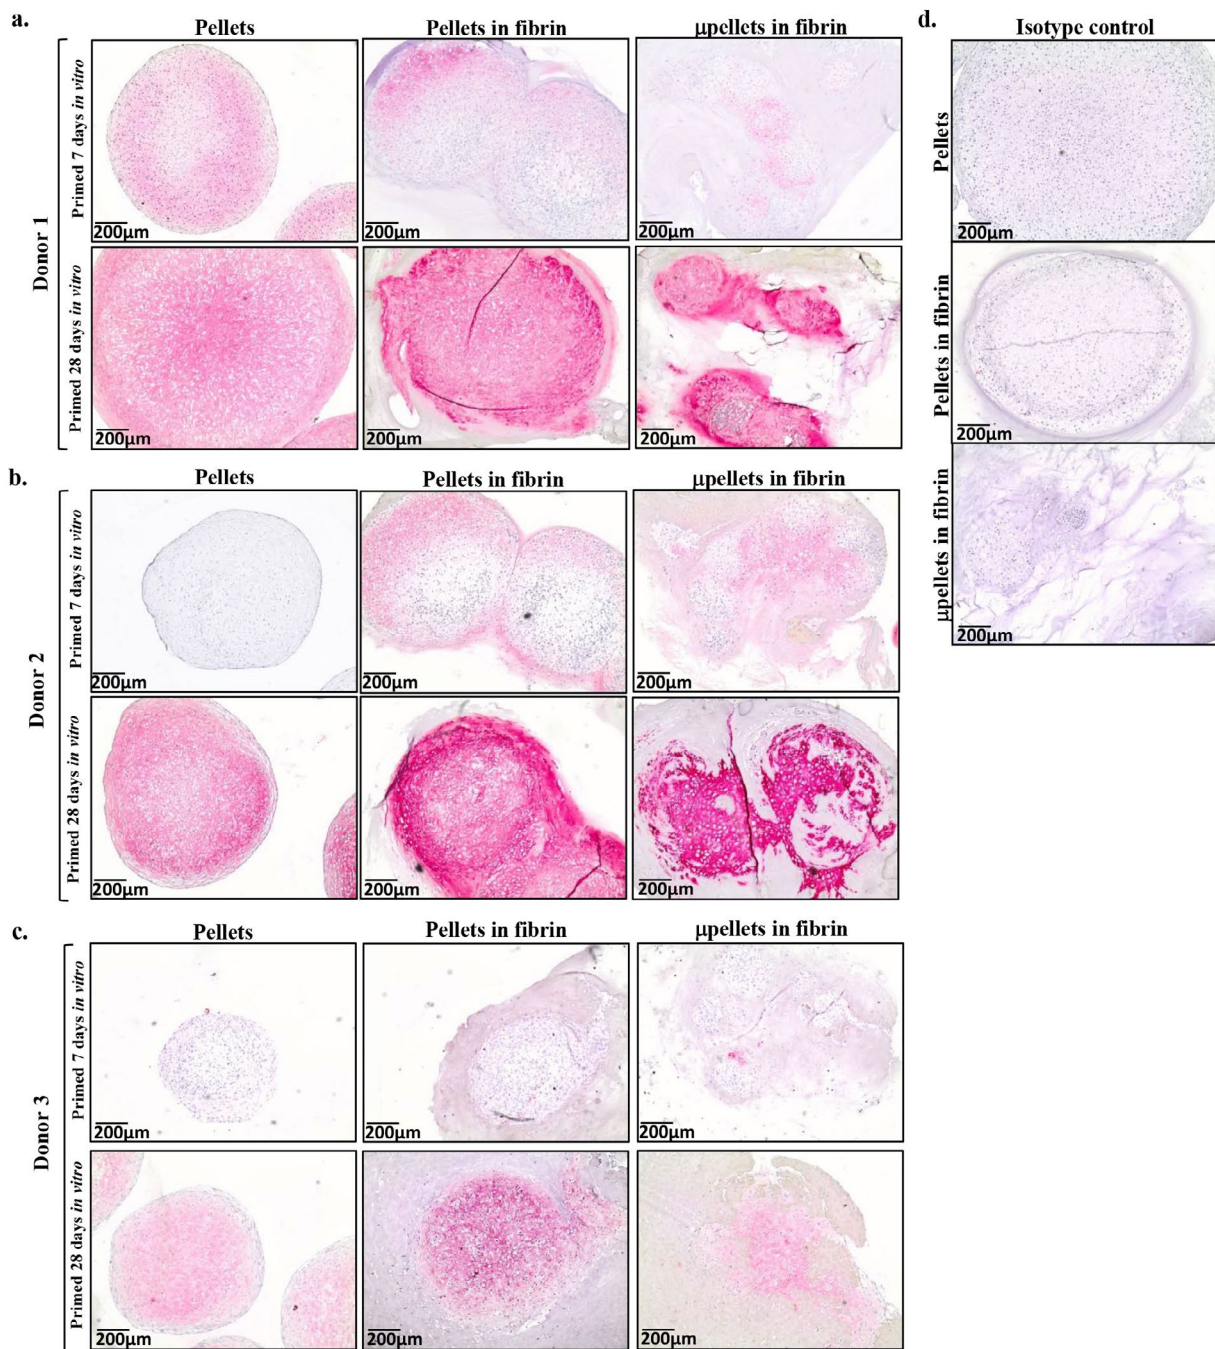 a.
Pellets
Pellets in fibrin
μpellets in fibrin
Donor 1
Primed 7 days in vitro
200μm
200μm
200μm
Primed 28 days in vitro
200μm
200μm
200μm
b.
Pellets
Pellets in fibrin
μpellets in fibrin
Donor 2
Primed 7 days in vitro
200μm
200μm
200μm
Primed 28 days in vitro
200μm
200μm
200μm
c.
Pellets
Pellets in fibrin
μpellets in fibrin
Donor 3
Primed 7 days in vitro
200μm
200μm
200μm
Primed 28 days in vitro
200μm
200μm
200μm
d.
Isotype control
Pellets
200μm
Pellets in fibrin
200μm
μpellets in fibrin
200μm